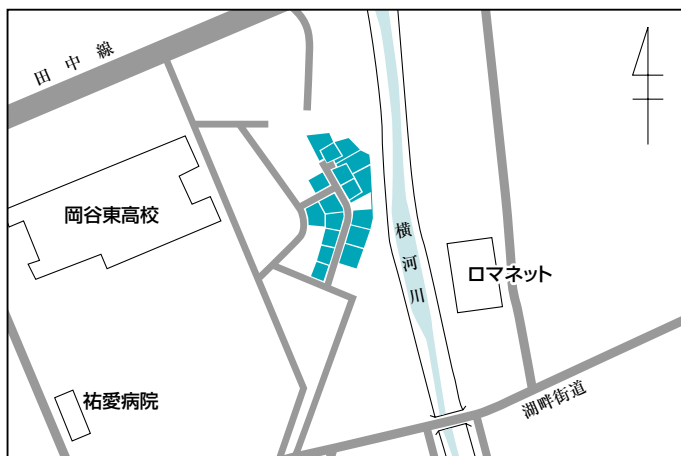 田中線
岡谷東高校
横河川
ロマネット
祐愛病院
湖畔街道